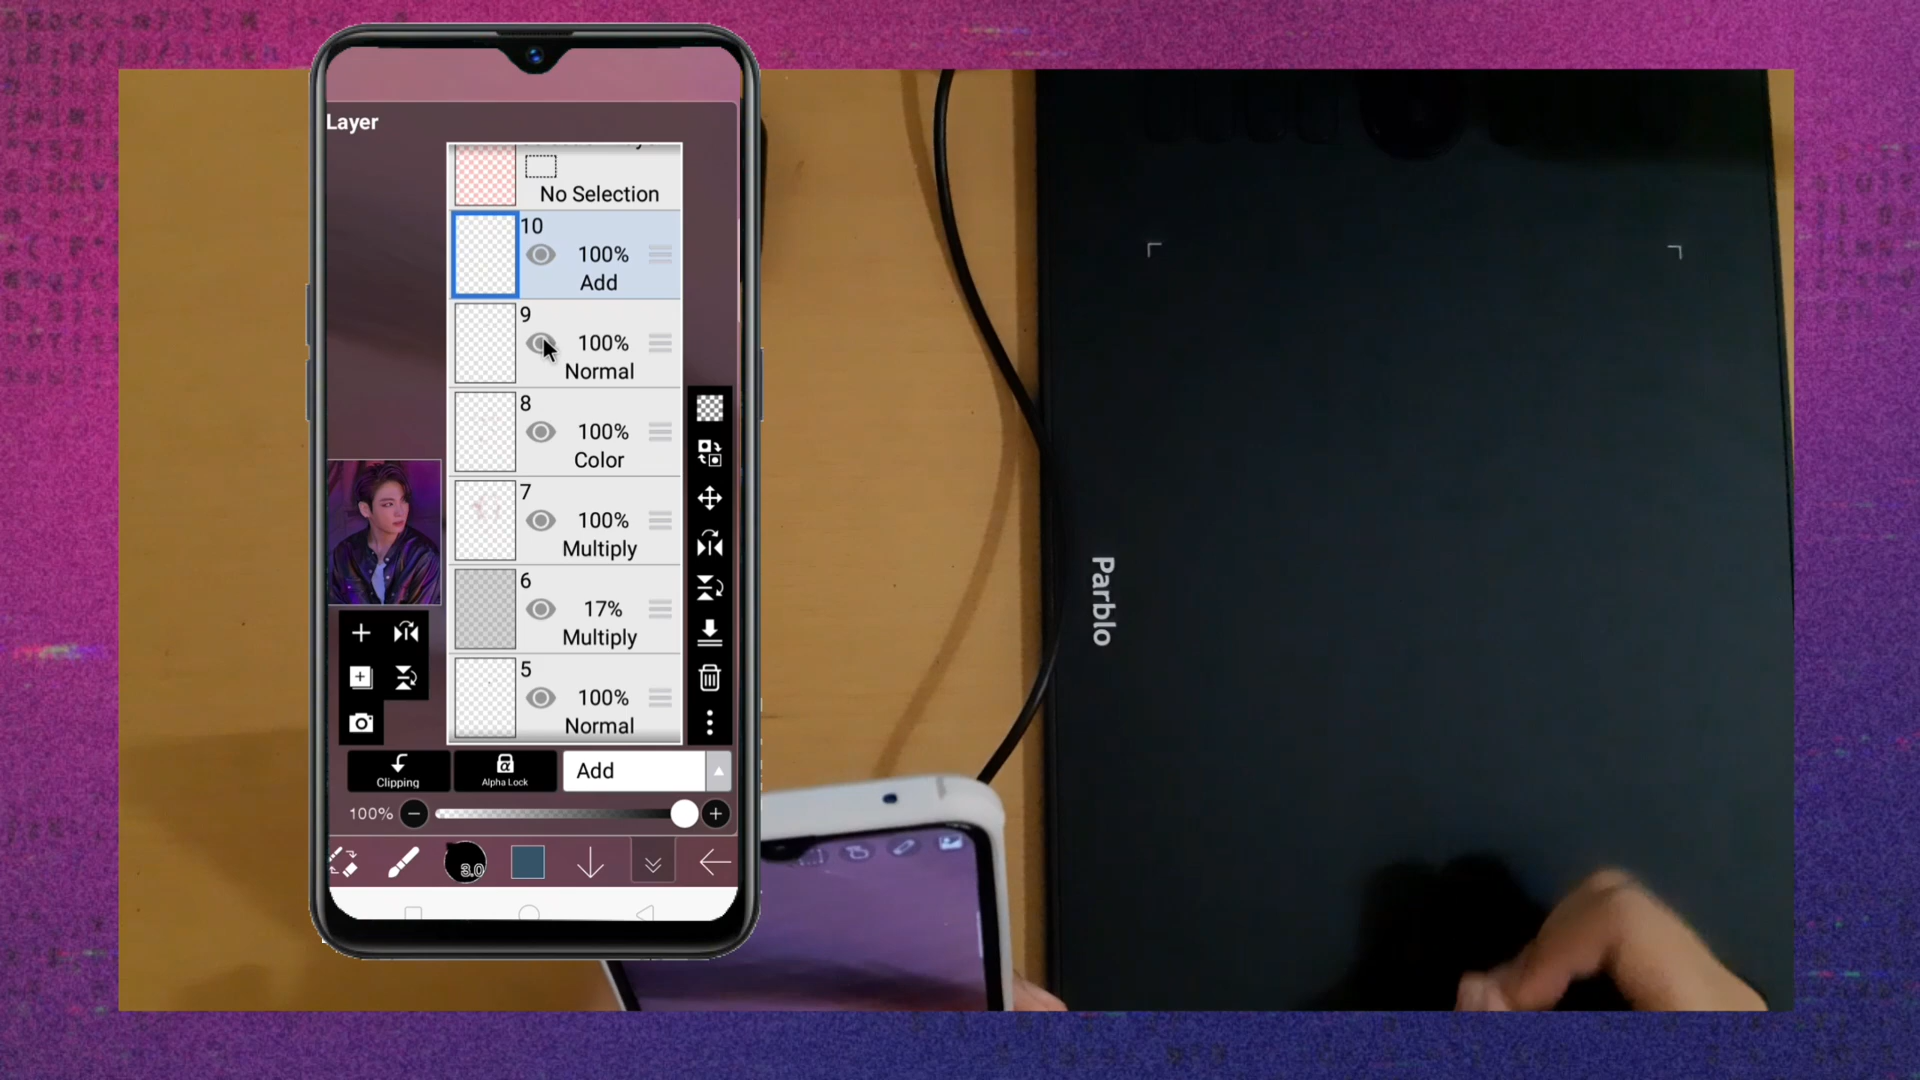 Layer
No Selection
10
100%
Add
9
100%
Normal
8
100%
Color
7
100%
Multiply
6
17%
Multiply
5
100%
Normal
Clipping
Alpha Lock
Add
100%
3.0
Parblo